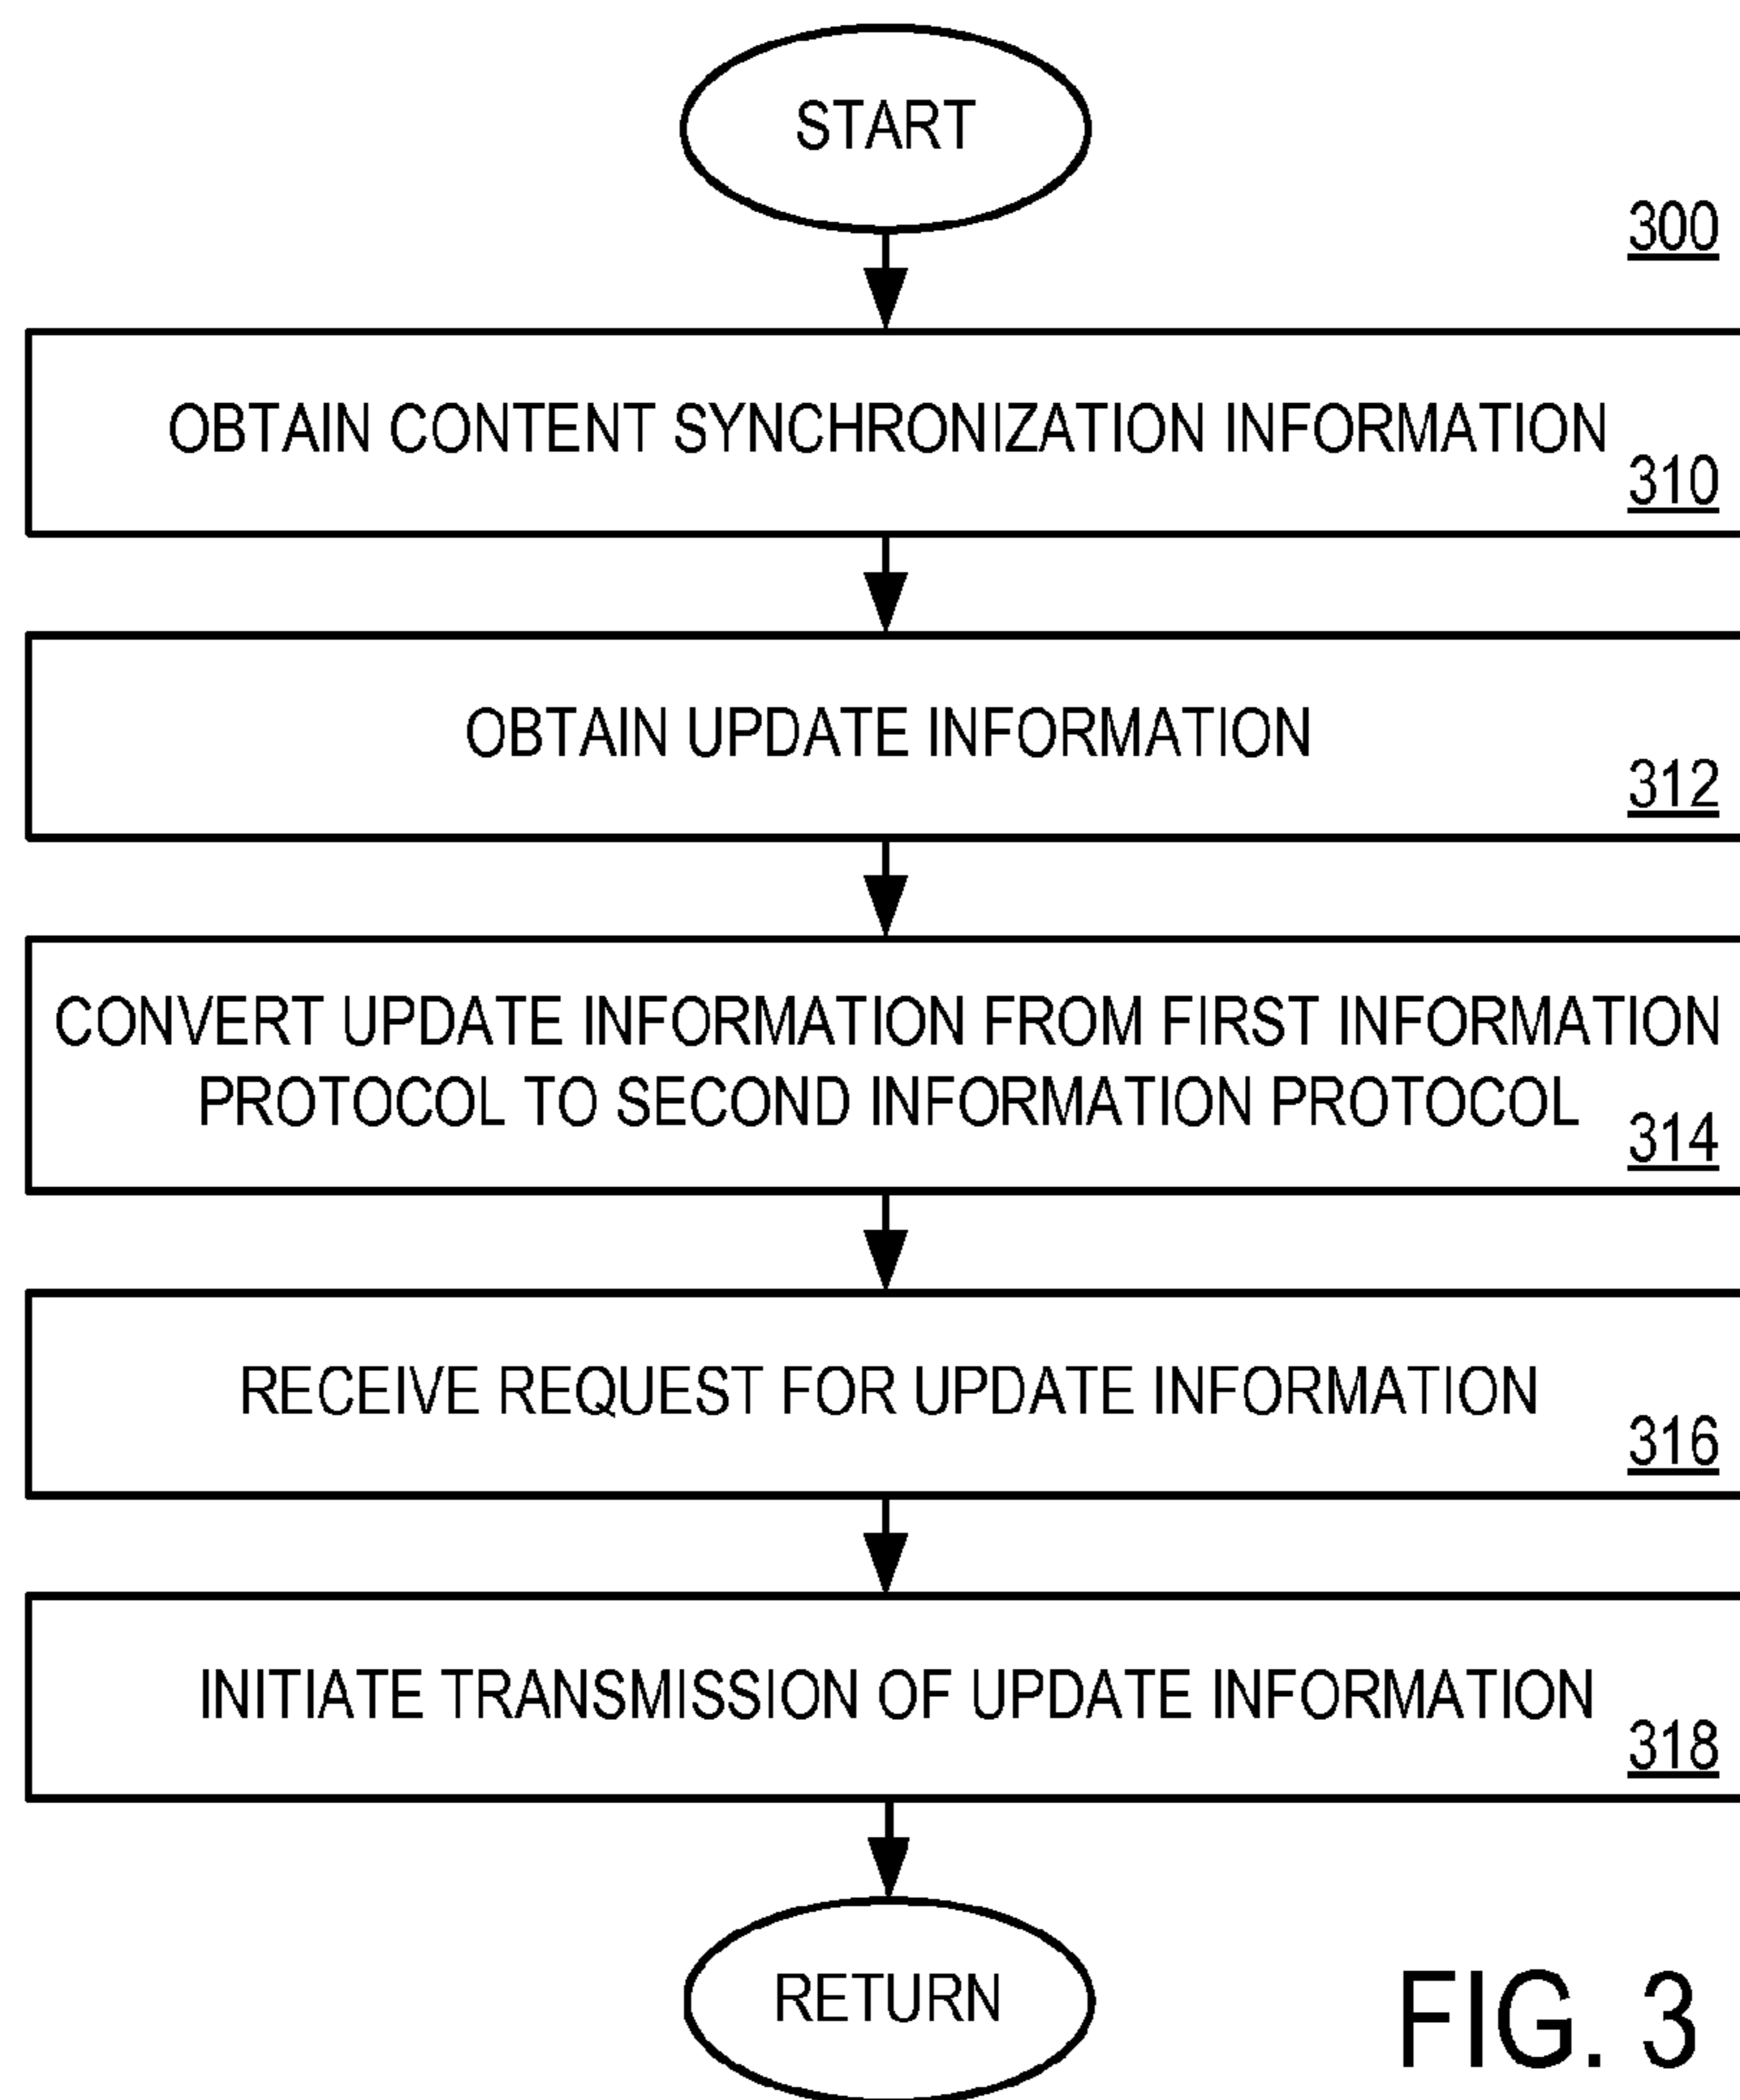 START
300
OBTAIN CONTENT SYNCHRONIZATION INFORMATION
310
OBTAIN UPDATE INFORMATION
312
CONVERT UPDATE INFORMATION FROM FIRST INFORMATION
PROTOCOL TO SECOND INFORMATION PROTOCOL
314
RECEIVE REQUEST FOR UPDATE INFORMATION
316
INITIATE TRANSMISSION OF UPDATE INFORMATION
318
RETURN
FIG. 3